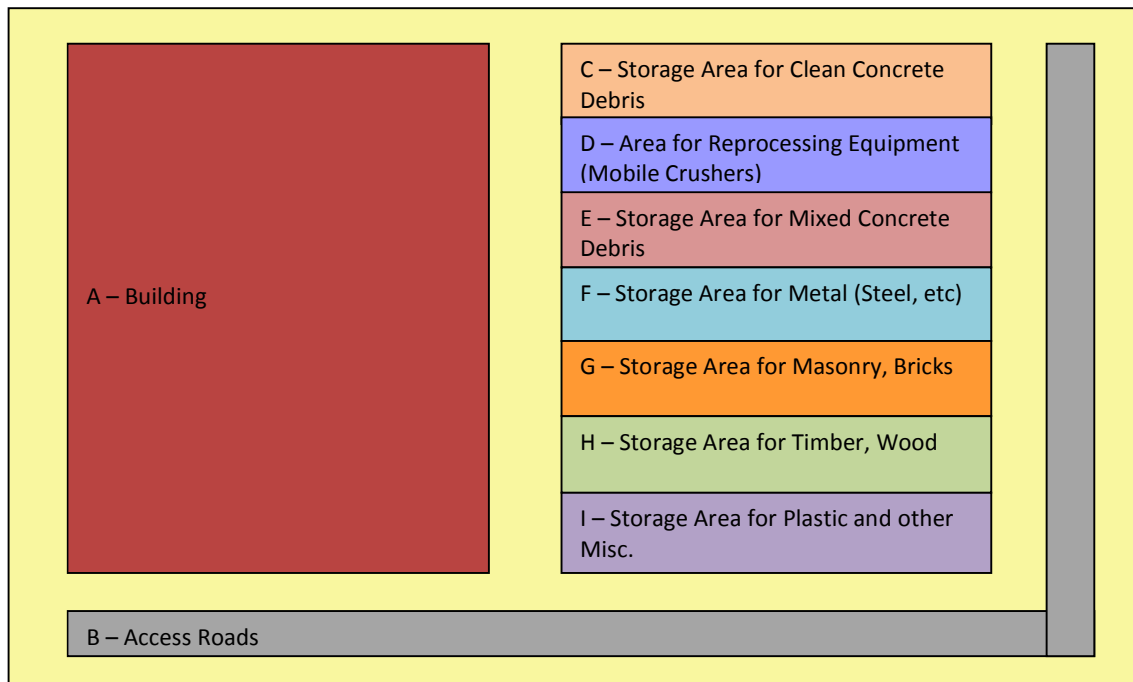 A – Building
C – Storage Area for Clean Concrete
Debris
D – Area for Reprocessing Equipment
(Mobile Crushers)
E – Storage Area for Mixed Concrete
Debris
F – Storage Area for Metal (Steel, etc)
G – Storage Area for Masonry, Bricks
H – Storage Area for Timber, Wood
I – Storage Area for Plastic and other
Misc.
B – Access Roads